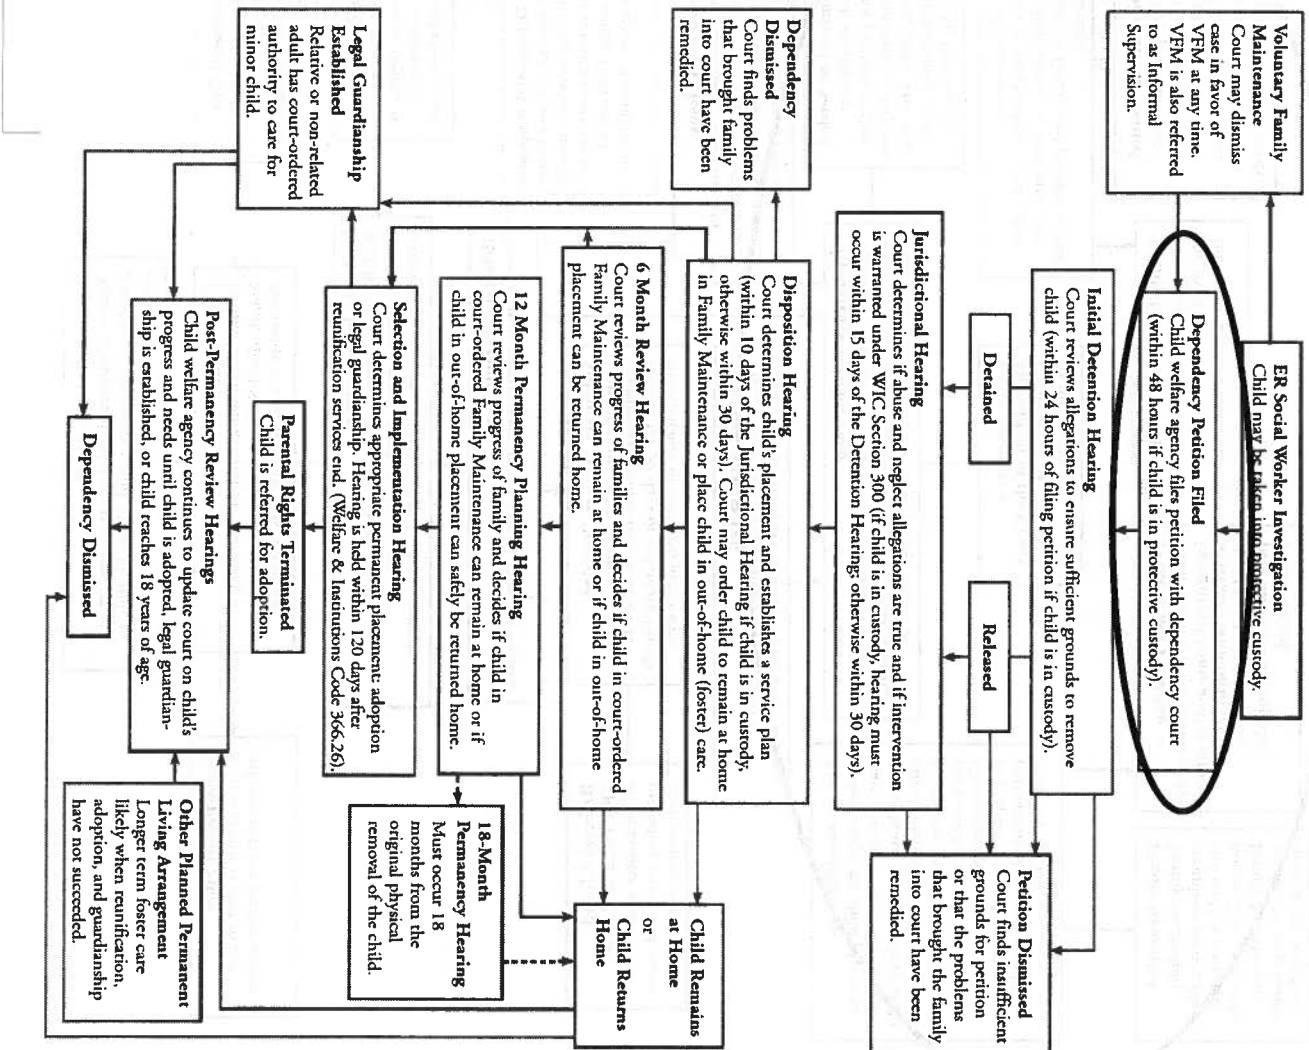 ER Social Worker Investigation
Child may be taken into protective custody.
Voluntary Family
Maintenance
Court may dismiss
case in favor of
VFM at any time.
VFM is also referred
to as Informal
Supervision.
Dependency Petition Filed
Child welfare agency files petition with dependency court
(within 48 hours if child is in protective custody).
Initial Detention Hearing
Court reviews allegations to ensure sufficient grounds to remove
child (within 24 hours of filing petition if child is in custody).
Detained
Released
Petition Dismissed
Court finds insufficient
grounds for petition
or that the problems
that brought the family
into court have been
remedied.
Jurisdictional Hearing
Court determines if abuse and neglect allegations are true and if intervention
is warranted under WIC Section 300 (if child is in custody, hearing must
occur within 15 days of the Detention Hearing; otherwise within 30 days).
Dependency
Dismissed
Court finds problems
that brought family
into court have been
remedied.
Disposition Hearing
Court determines child's placement and establishes a service plan
(within 10 days of the Jurisdictional Hearing if child is in custody,
otherwise within 30 days). Court may order child to remain at home
in Family Maintenance or place child in out-of-home (foster) care.
Child Remains
at Home
or
Child Returns
Home
6 Month Review Hearing
Court reviews progress of families and decides if child in court-ordered
Family Maintenance can remain at home or if child in out-of-home
placement can be returned home.
12 Month Permanency Planning Hearing
Court reviews progress of family and decides if child in
court-ordered Family Maintenance can remain at home or if
child in out-of-home placement can safely be returned home.
18-Month
Permanency Hearing
Must occur 18
months from the
original physical
removal of the child.
Legal Guardianship
Established
Relative or non-related
adult has court-ordered
authority to care for
minor child.
Selection and Implementation Hearing
Court determines appropriate permanent placement: adoption
or legal guardianship. Hearing is held within 120 days after
reunification services end. (Welfare & Institutions Code 366.26).
Parental Rights Terminated
Child is referred for adoption.
Post-Permanency Review Hearings
Child welfare agency continues to update court on child's
progress and needs until child is adopted, legal guardian-
ship is established, or child reaches 18 years of age.
Other Planned Permanent
Living Arrangement
Longer term foster care
likely when reunification,
adoption, and guardianship
have not succeeded.
Dependency Dismissed